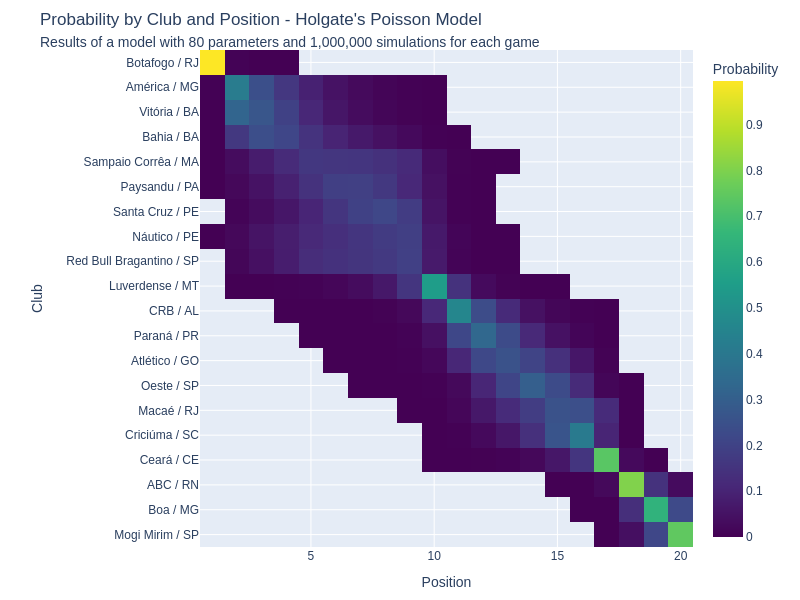 Probability by Club and Position - Holgate's Poisson Model
Results of a model with 80 parameters and 1,000,000 simulations for each game
Probability
Club
Botafogo / RJ
América / MG
Vitória / BA
Bahia / BA
Sampaio Corrêa / MA
Paysandu / PA
Santa Cruz / PE
Náutico / PE
Red Bull Bragantino / SP
Luverdense / MT
CRB / AL
Paraná / PR
Atlético / GO
Oeste / SP
Macaé / RJ
Criciúma / SC
Ceará / CE
ABC / RN
Boa / MG
Mogi Mirim / SP
0.9
0.8
0.7
0.6
0.5
0.4
0.3
0.2
0.1
0
5 10 15 20
Position